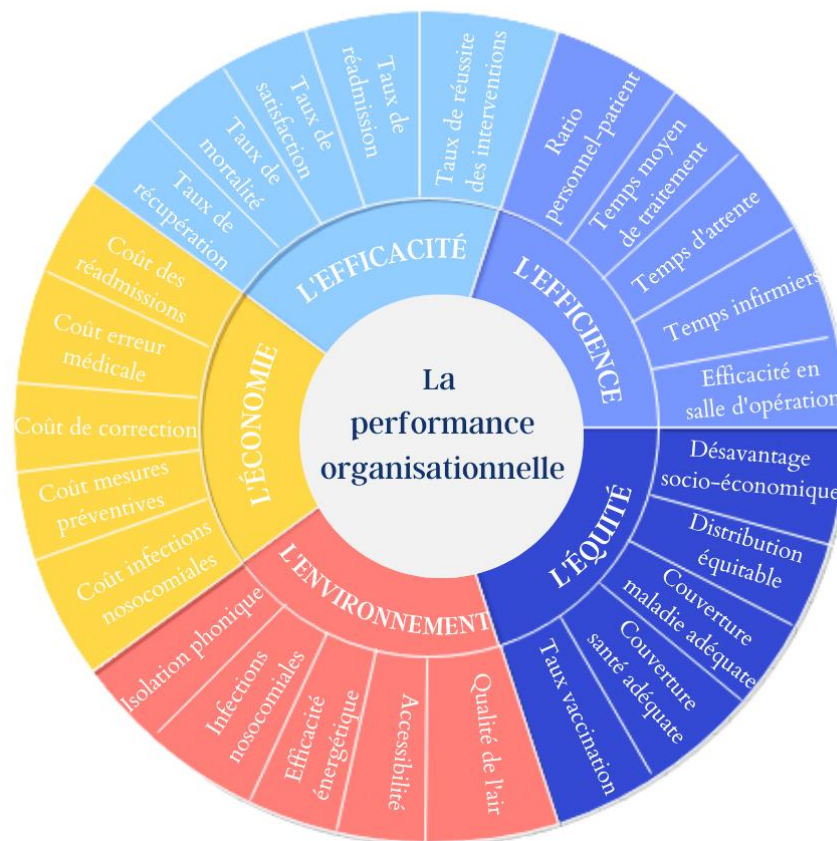 La
performance
organisationnelle
L'EFFICACITÉ
Taux de
récupération
Taux de
mortalité
Taux de
satisfaction
Taux de
réadmission
Taux de réussite
des interventions
L'EFFICIENCE
Ratio
personnel-patient
Temps moyen
de traitement
Temps d'attente
Temps infirmiers
Efficacité en
salle d'opération
L'ÉQUITÉ
Désavantage
socio-économique
Distribution
équitable
Couverture
maladie adéquate
Couverture
santé adéquate
Taux vaccination
L'ENVIRONNEMENT
Qualité de l'air
Accessibilité
Efficacité
énergétique
Infections
nosocomiales
Isolation phonique
L'ÉCONOMIE
Coût infections
nosocomiales
Coût mesures
préventives
Coût de correction
Coût erreur
médicale
Coût des
réadmissions